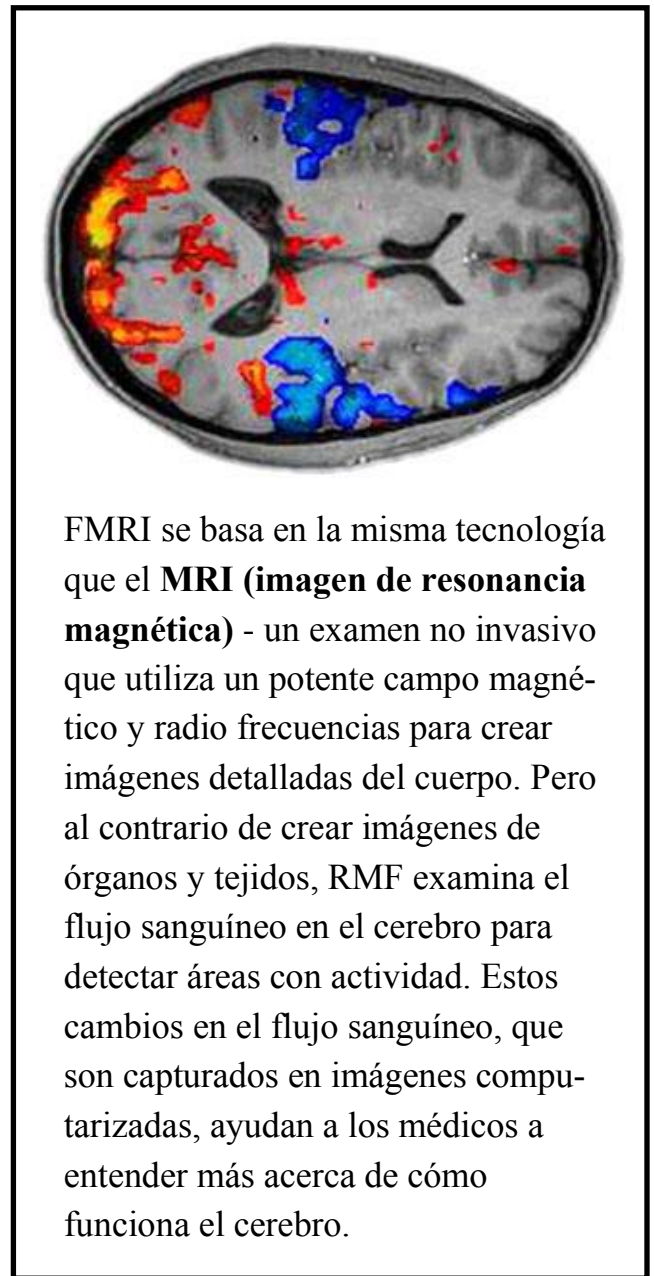 FMRI se basa en la misma tecnología
que el MRI (imagen de resonancia
magnética) - un examen no invasivo
que utiliza un potente campo magné-
tico y radio frecuencias para crear
imágenes detalladas del cuerpo. Pero
al contrario de crear imágenes de
órganos y tejidos, RMF examina el
flujo sanguíneo en el cerebro para
detectar áreas con actividad. Estos
cambios en el flujo sanguíneo, que
son capturados en imágenes compu-
tarizadas, ayudan a los médicos a
entender más acerca de cómo
funciona el cerebro.